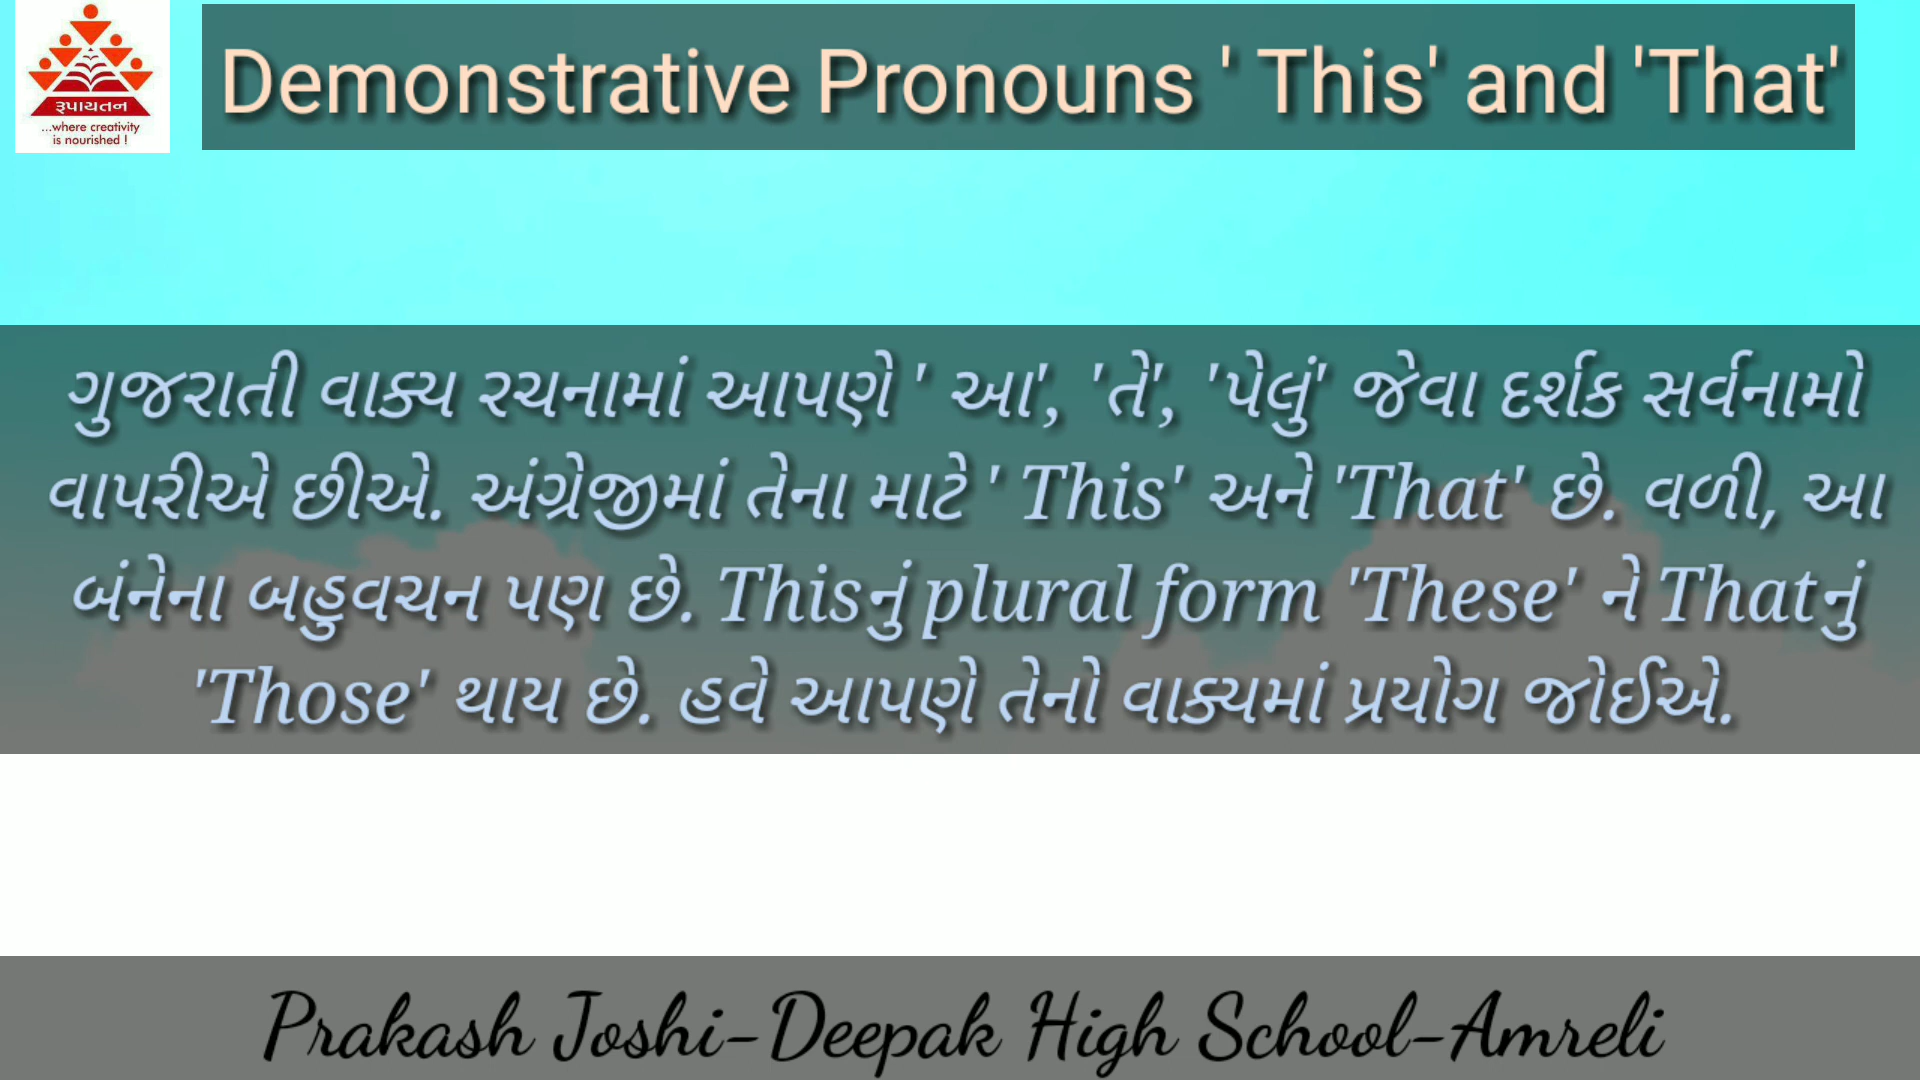 રૂપાયતન
...where creativity
is nourished !
Demonstrative Pronouns ' This' and 'That'
ગુજરાતી વાક્ય રચનામાં આપણે ' આ', 'તે', 'પેલું' જેવા દર્શક સર્વનામો
વાપરીએ છીએ. અંગ્રેજીમાં તેના માટે ' This' અને 'That' છે. વળી, આ
બંનેના બહુવચન પણ છે. Thisનું plural form 'These' ને Thatનું
'Those' થાય છે. હવે આપણે તેનો વાક્યમાં પ્રયોગ જોઈએ.
Prakash Joshi-Deepak High School-Amreli